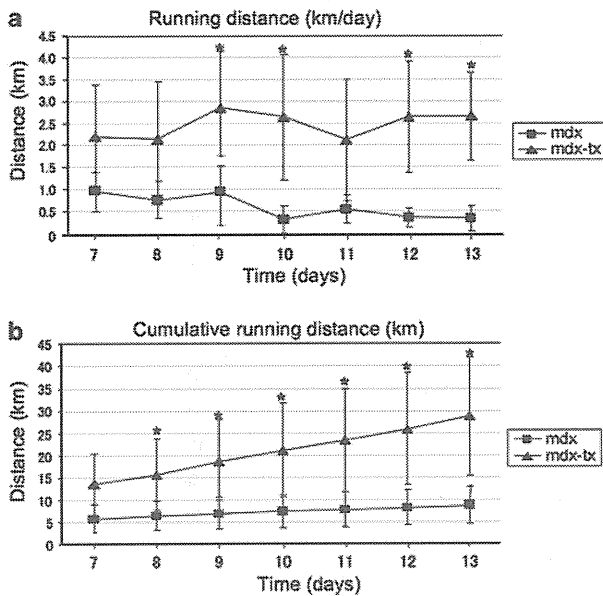 a
Running distance (km/day)
Distance (km)
4.5
4.0
3.5
3.0
2.5
2.0
1.5
1.0
0.5
0
* * * *
7 8 9 10 11 12 13
Time (days)
mdx
mdx-tx
b
Cumulative running distance (km)
Distance (km)
45
40
35
30
25
20
15
10
5
0
* * * * * *
7 8 9 10 11 12 13
Time (days)
mdx
mdx-tx